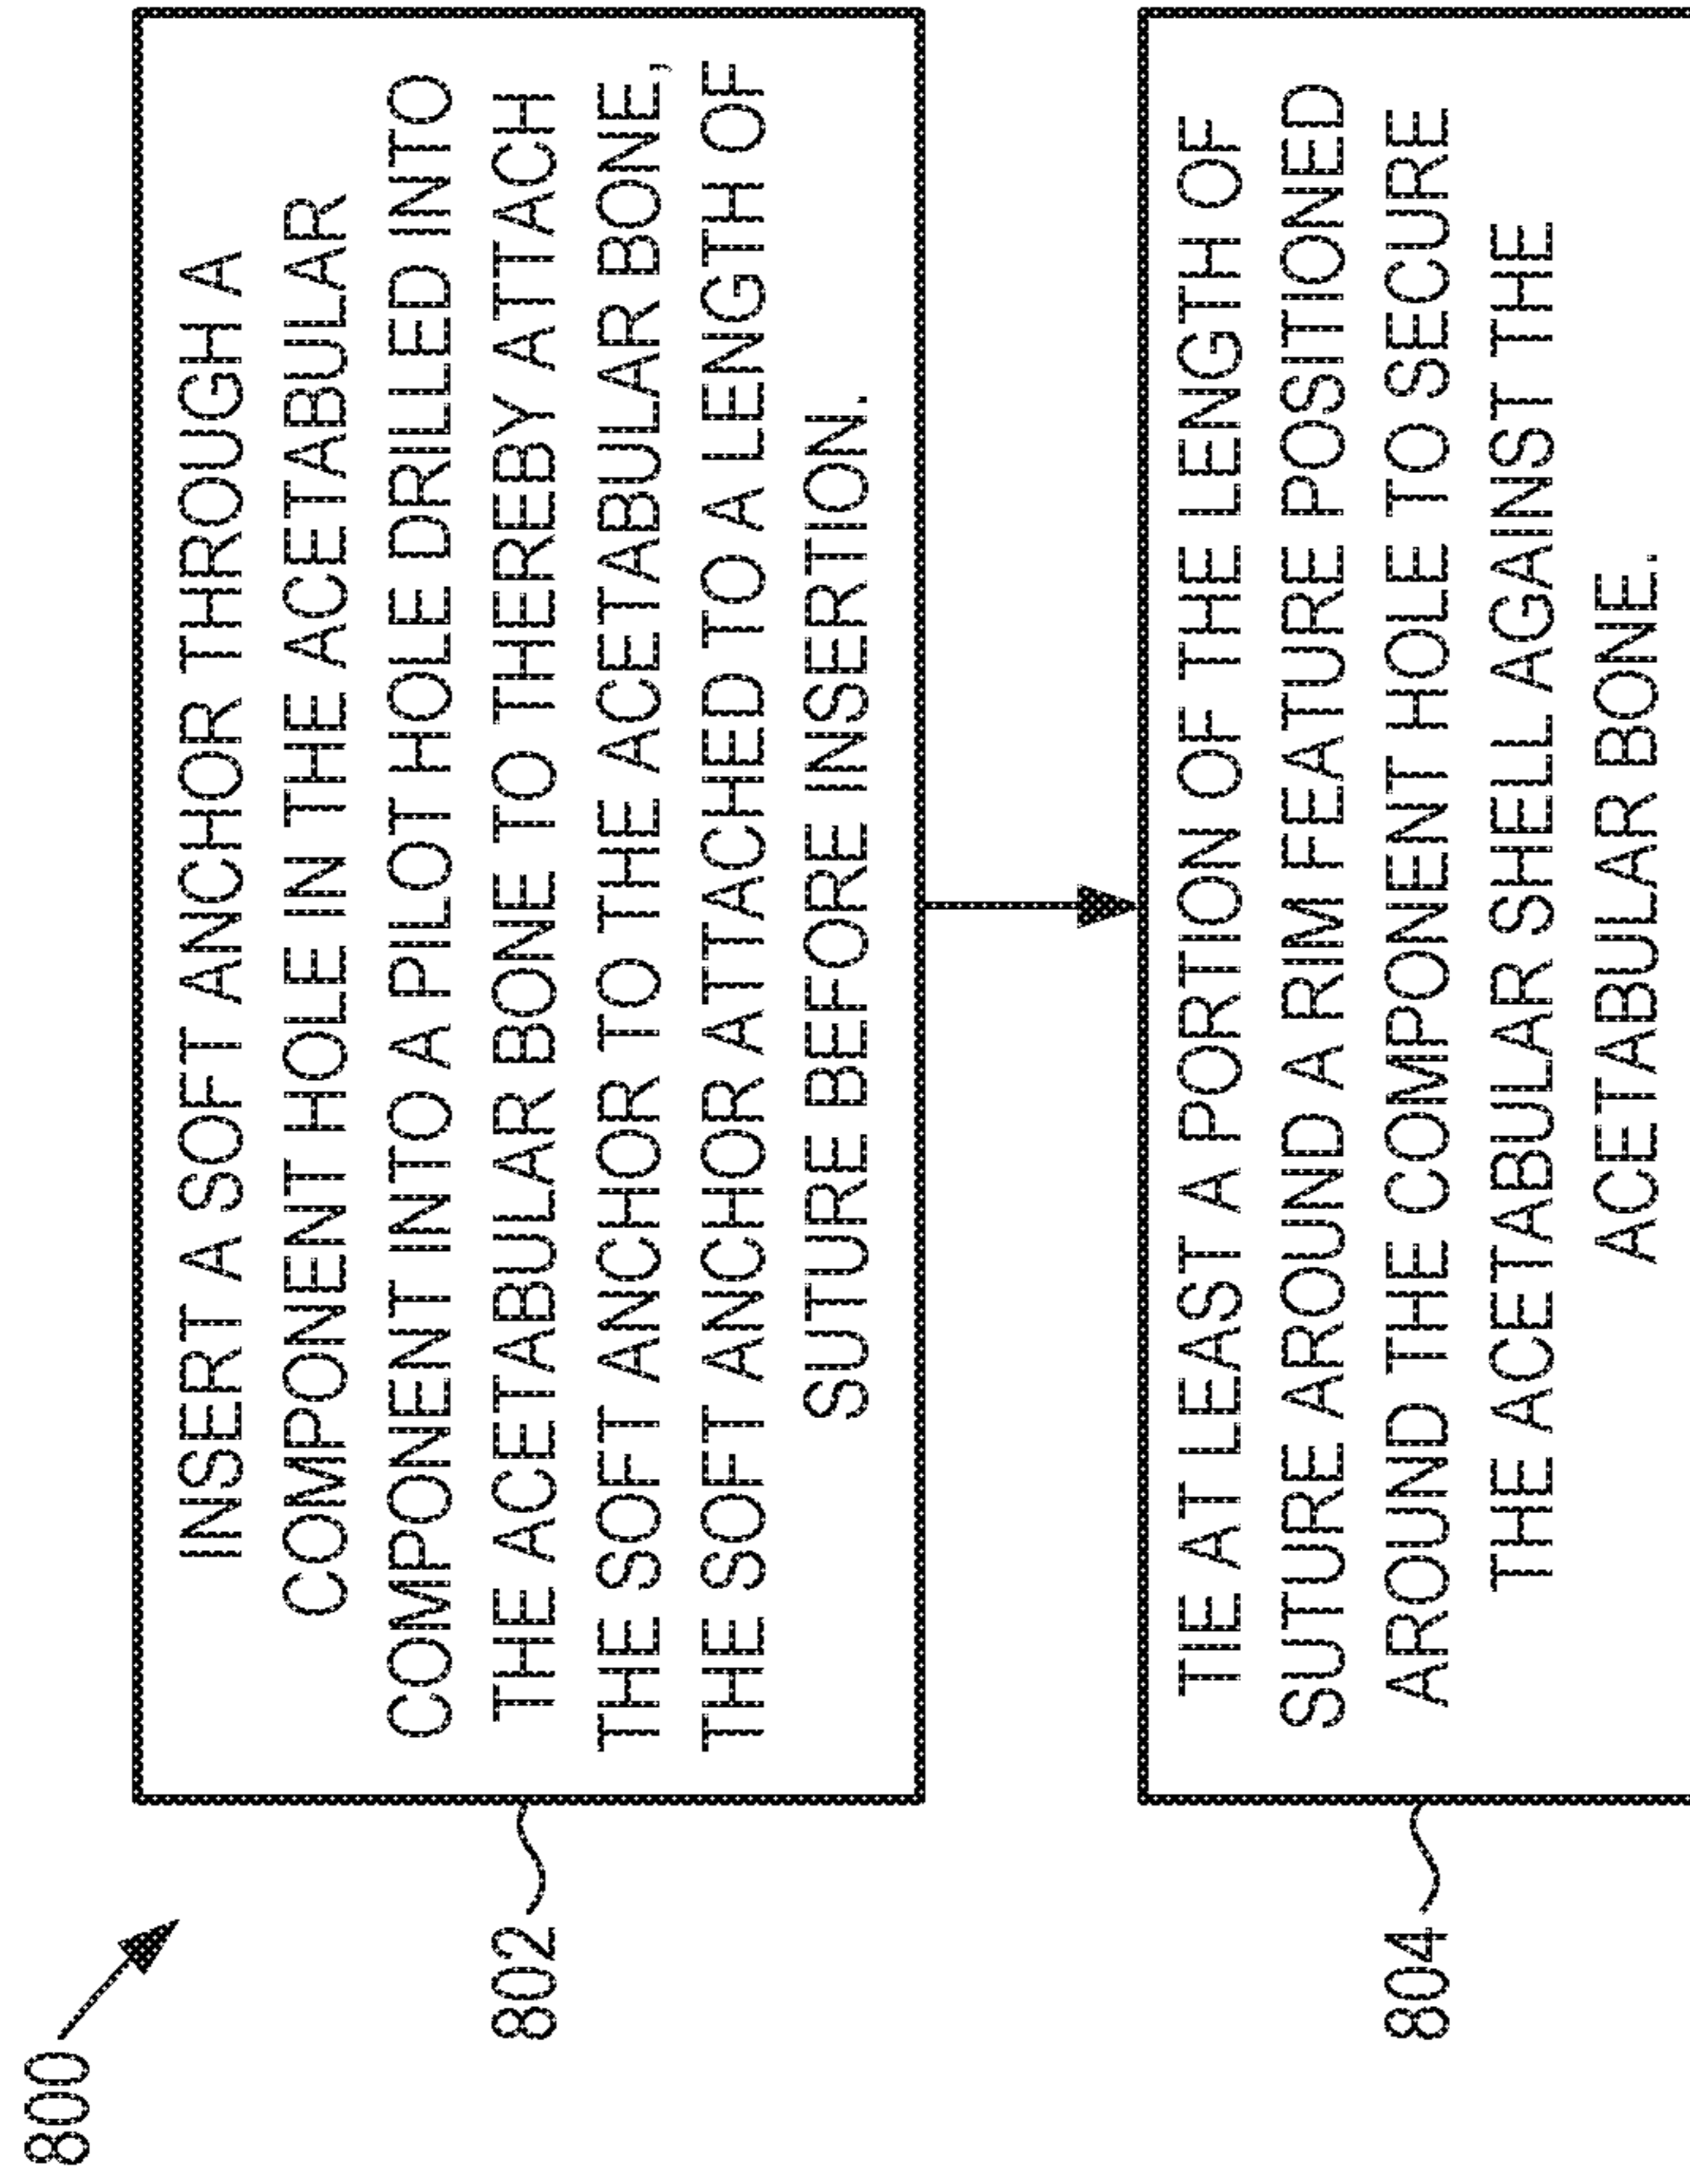 800
802
INSERT A SOFT ANCHOR THROUGH A
COMPONENT HOLE IN THE ACETABULAR
COMPONENT INTO A PILOT HOLE DRILLED INTO
THE ACETABULAR BONE TO THEREBY ATTACH
THE SOFT ANCHOR TO THE ACETABULAR BONE,
THE SOFT ANCHOR ATTACHED TO A LENGTH OF
SUTURE BEFORE INSERTION.
804
TIE AT LEAST A PORTION OF THE LENGTH OF
SUTURE AROUND A RIM FEATURE POSITIONED
AROUND THE COMPONENT HOLE TO SECURE
THE ACETABULAR SHELL AGAINST THE
ACETABULAR BONE.